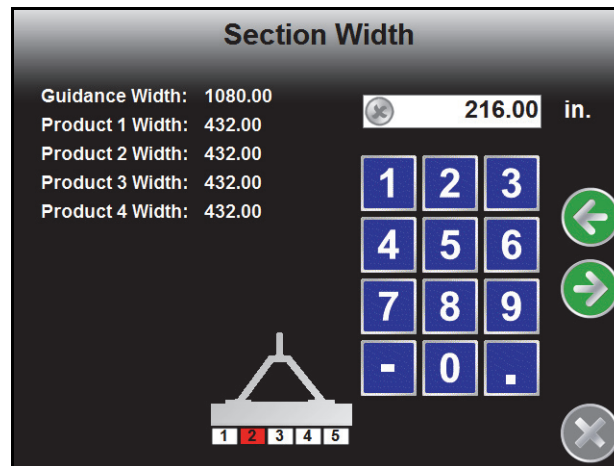 Section Width
Guidance Width: 1080.00
Product 1 Width: 432.00
Product 2 Width: 432.00
Product 3 Width: 432.00
Product 4 Width: 432.00
216.00 in.
1 2 3
4 5 6
7 8 9
- 0 .
1 2 3 4 5